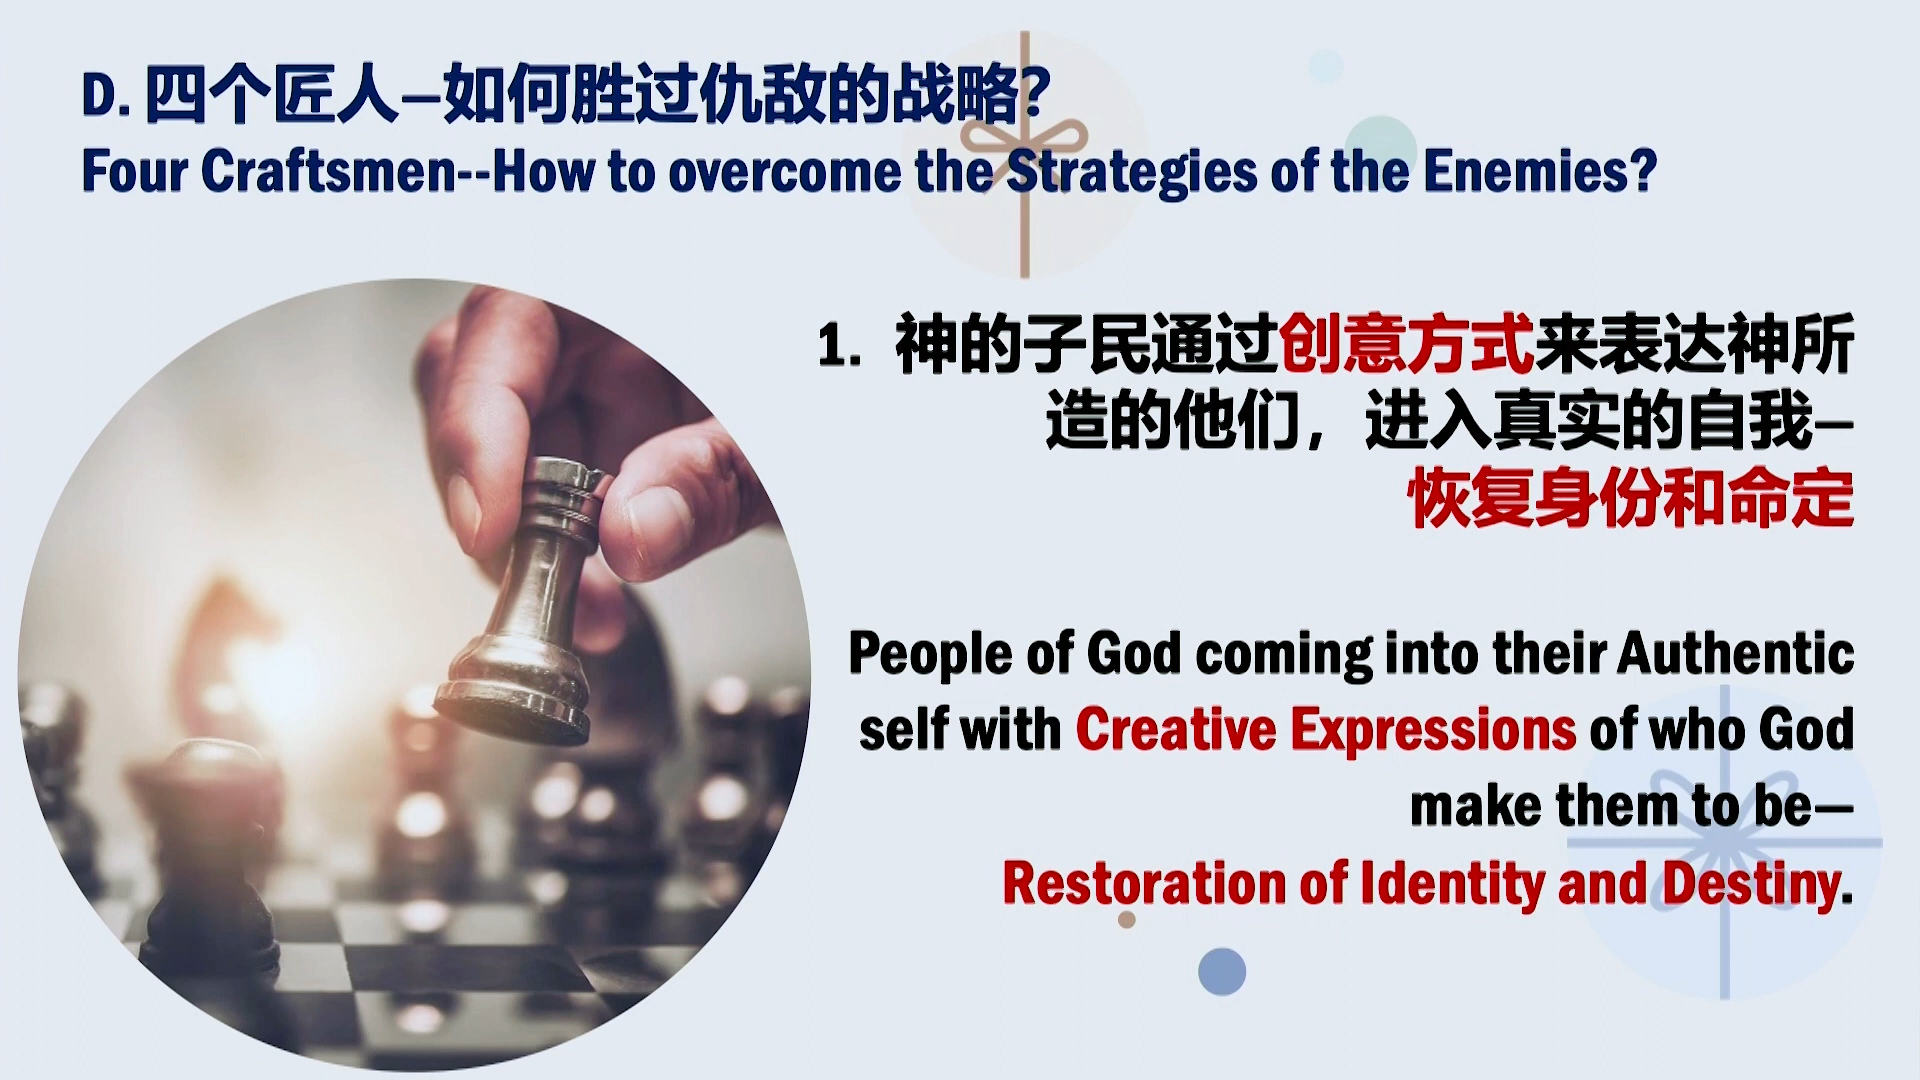 D. 四个匠人–如何胜过仇敌的战略？
Four Craftsmen--How to overcome the Strategies of the Enemies?
1. 神的子民通过创意方式来表达神所
造的他们，进入真实的自我–
恢复身份和命定
People of God coming into their Authentic
self with Creative Expressions of who God
make them to be—
Restoration of Identity and Destiny.